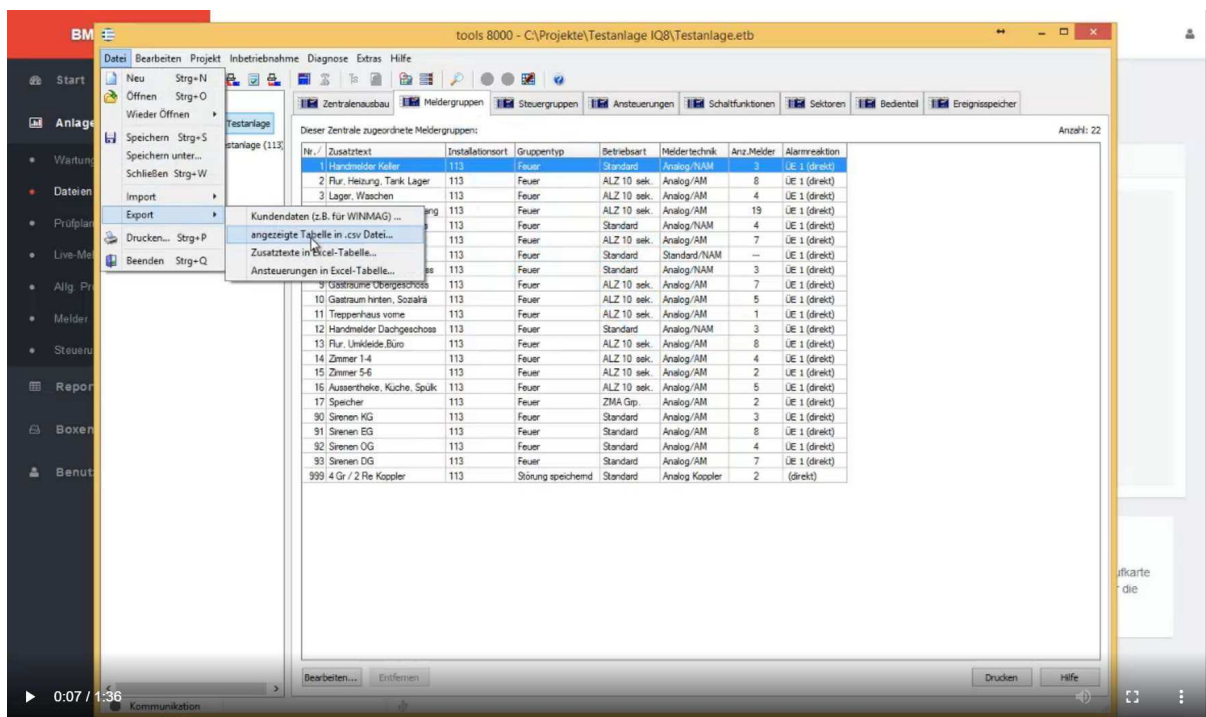 BM
tools 8000 - C:\Projekte\Testanlage IQ8\Testanlage.etb
Datei Bearbeiten Projekt Inbetriebnahme Diagnose Extras Hilfe
Start
Anlage
Wartung
Dateien
Prüfplan
Live-Mel
Allg. Pr
Melder
Steueru
Repor
Boxen
Benut
Neu Strg+N
Öffnen Strg+O
Wieder Öffnen
Speichern Strg+S
Speichern unter...
Schließen Strg+W
Import
Export
Drucken... Strg+P
Beenden Strg+Q
Kundendaten (z.B. für WINMAG) ...
angezeigte Tabelle in .csv Datei...
Zusatztexte in Excel-Tabelle...
Ansteuerungen in Excel-Tabelle...
Testanlage
stanlage (113)
Zentralenausbau Meldergruppen Steuergruppen Ansteuerungen Schaltfunktionen Sektoren Bedienteil Ereignisspeicher
Dieser Zentrale zugeordnete Meldergruppen: Anzahl: 22
Nr. / Zusatztext Installationsort Gruppentyp Betriebsart Meldertechnik Anz.Melder Alarmreaktion
1 Handmelder Keller 113 Feuer Standard Analog/NAM 3 ÜE 1 (direkt)
2 Flur, Heizung, Tank Lager 113 Feuer ALZ 10 sek. Analog/AM 8 ÜE 1 (direkt)
3 Lager, Waschen 113 Feuer ALZ 10 sek. Analog/AM 4 ÜE 1 (direkt)
ang 113 Feuer ALZ 10 sek. Analog/AM 19 ÜE 1 (direkt)
s 113 Feuer Standard Analog/NAM 4 ÜE 1 (direkt)
113 Feuer ALZ 10 sek. Analog/AM 7 ÜE 1 (direkt)
113 Feuer Standard Standard/NAM --- ÜE 1 (direkt)
ss 113 Feuer Standard Analog/NAM 3 ÜE 1 (direkt)
9 Gasträume Obergeschoss 113 Feuer ALZ 10 sek. Analog/AM 7 ÜE 1 (direkt)
10 Gastraum hinten, Sozialrä 113 Feuer ALZ 10 sek. Analog/AM 5 ÜE 1 (direkt)
11 Treppenhaus vorne 113 Feuer ALZ 10 sek. Analog/AM 1 ÜE 1 (direkt)
12 Handmelder Dachgeschoss 113 Feuer Standard Analog/NAM 3 ÜE 1 (direkt)
13 Flur, Umkleide,Büro 113 Feuer ALZ 10 sek. Analog/AM 8 ÜE 1 (direkt)
14 Zimmer 1-4 113 Feuer ALZ 10 sek. Analog/AM 4 ÜE 1 (direkt)
15 Zimmer 5-6 113 Feuer ALZ 10 sek. Analog/AM 2 ÜE 1 (direkt)
16 Aussentheke, Küche, Spülk 113 Feuer ALZ 10 sek. Analog/AM 5 ÜE 1 (direkt)
17 Speicher 113 Feuer ZMA Grp. Analog/AM 2 ÜE 1 (direkt)
90 Sirenen KG 113 Feuer Standard Analog/AM 3 ÜE 1 (direkt)
91 Sirenen EG 113 Feuer Standard Analog/AM 8 ÜE 1 (direkt)
92 Sirenen OG 113 Feuer Standard Analog/AM 4 ÜE 1 (direkt)
93 Sirenen DG 113 Feuer Standard Analog/AM 7 ÜE 1 (direkt)
999 4 Gr / 2 Re Koppler 113 Störung speichernd Standard Analog Koppler 2 (direkt)
ufkarte
die
Bearbeiten... Entfernen Drucken Hilfe
0:07 / 1:36
Kommunikation